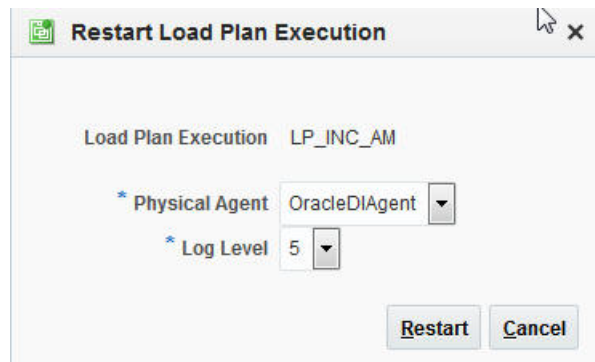 Restart Load Plan Execution
Load Plan Execution LP_INC_AM
* Physical Agent OracleDIAgent
* Log Level 5
Restart Cancel